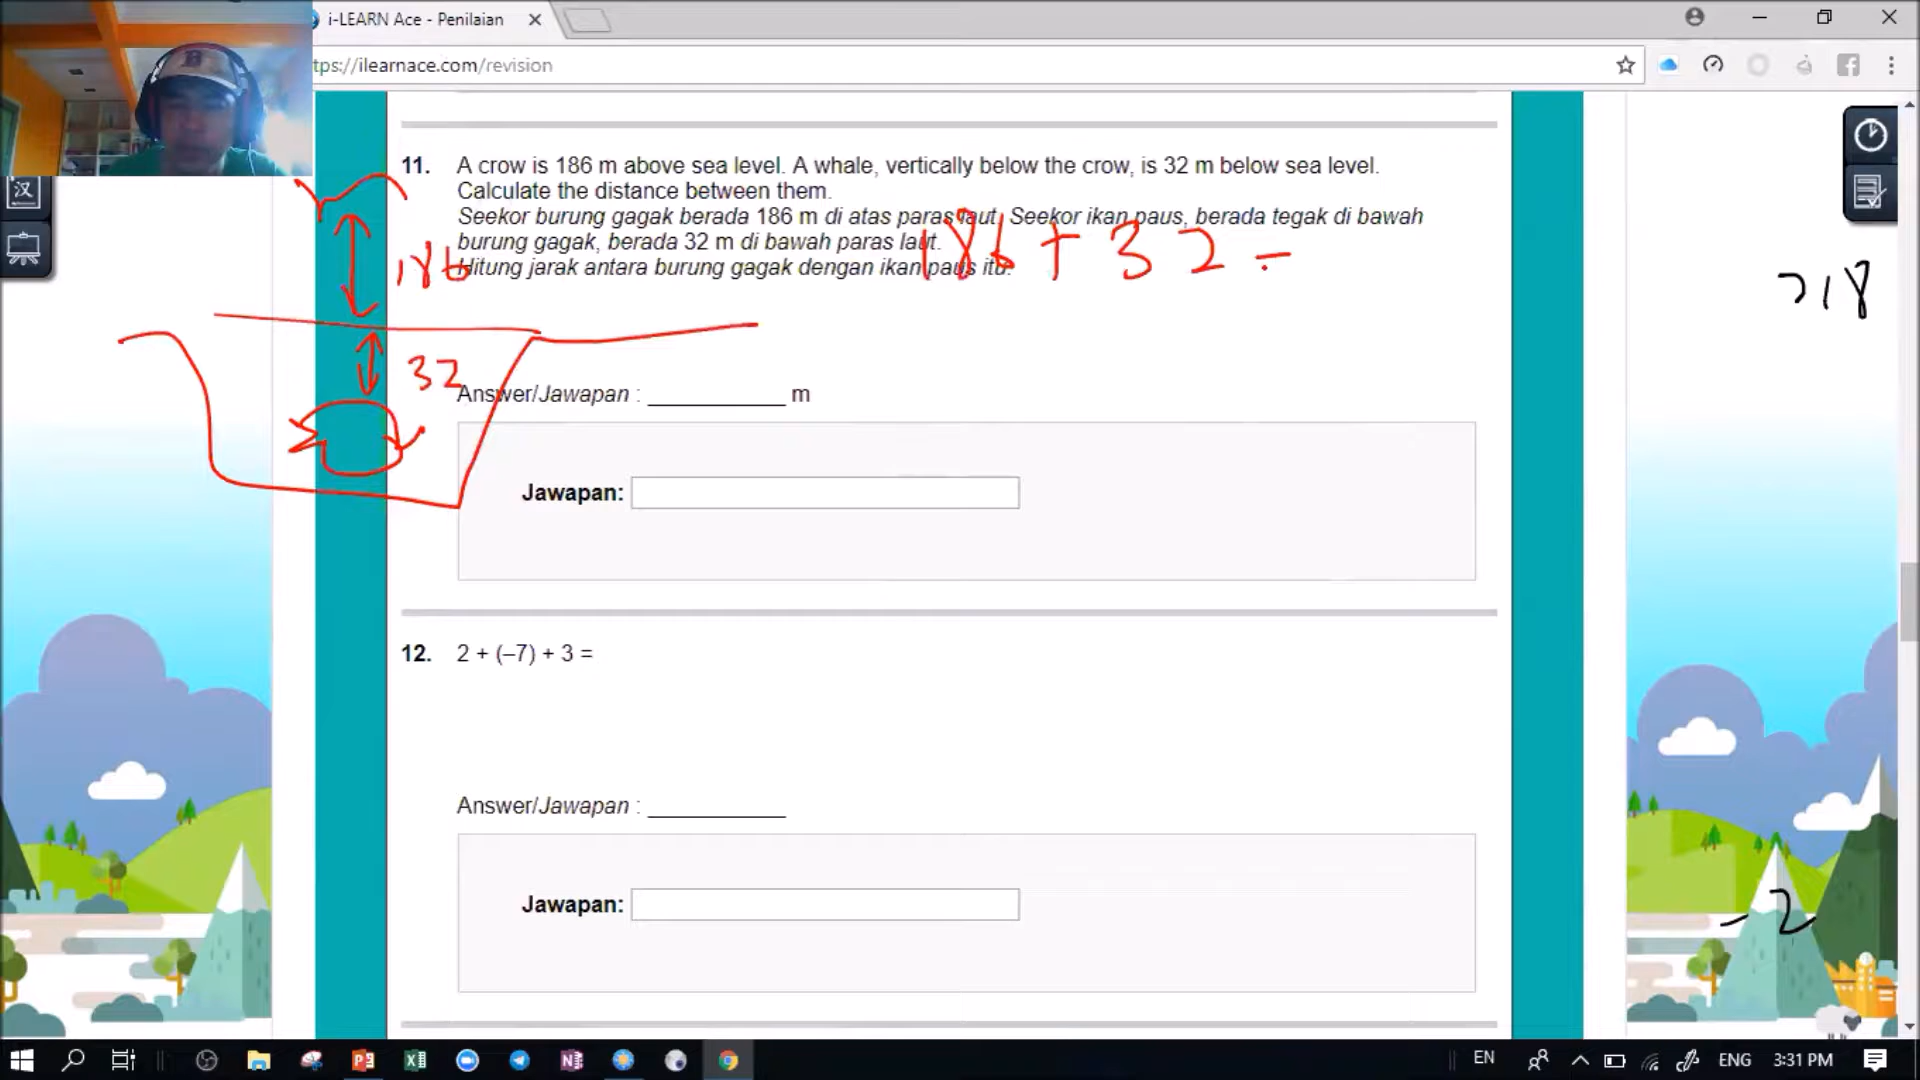 i-LEARN Ace - Penilaian
tps://ilearnace.com/revision
11. A crow is 186 m above sea level. A whale, vertically below the crow, is 32 m below sea level.
Calculate the distance between them.
Seekor burung gagak berada 186 m di atas paras laut. Seekor ikan paus, berada tegak di bawah
burung gagak, berada 32 m di bawah paras laut.
Hitung jarak antara burung gagak dengan ikan paus itu.
186 + 32 =
186
32
218
Answer/Jawapan : ___________ m
Jawapan:
12. 2 + (–7) + 3 =
Answer/Jawapan : ___________
Jawapan:
-2
汉
EN
ENG
3:31 PM